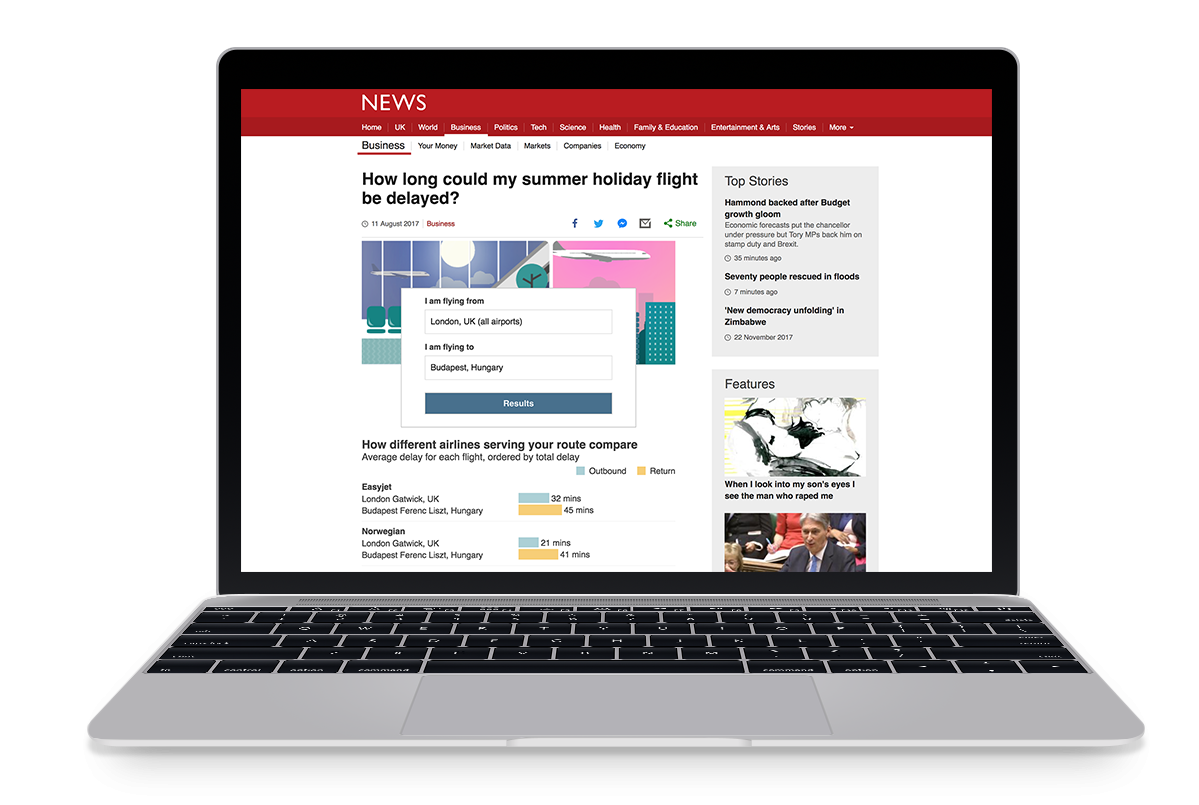 NEWS
Home UK World Business Politics Tech Science Health Family & Education Entertainment & Arts Stories More
Business Your Money Market Data Markets Companies Economy
How long could my summer holiday flight
be delayed?
11 August 2017 Business
Share
I am flying from
London, UK (all airports)
I am flying to
Budapest, Hungary
Results
How different airlines serving your route compare
Average delay for each flight, ordered by total delay
Outbound Return
Easyjet
London Gatwick, UK 32 mins
Budapest Ferenc Liszt, Hungary 45 mins
Norwegian
London Gatwick, UK 21 mins
Budapest Ferenc Liszt, Hungary 41 mins
Top Stories
Hammond backed after Budget
growth gloom
Economic forecasts put the chancellor
under pressure but Tory MPs back him on
stamp duty and Brexit.
35 minutes ago
Seventy people rescued in floods
7 minutes ago
'New democracy unfolding' in
Zimbabwe
22 November 2017
Features
When I look into my son's eyes I
see the man who raped me
fn control option command command option